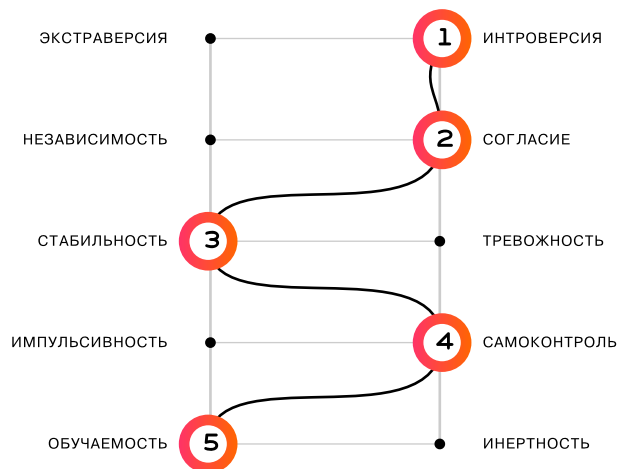 ЭКСТРАВЕРСИЯ 1 ИНТРОВЕРСИЯ
НЕЗАВИСИМОСТЬ 2 СОГЛАСИЕ
СТАБИЛЬНОСТЬ 3 ТРЕВОЖНОСТЬ
ИМПУЛЬСИВНОСТЬ 4 САМОКОНТРОЛЬ
ОБУЧАЕМОСТЬ 5 ИНЕРТНОСТЬ